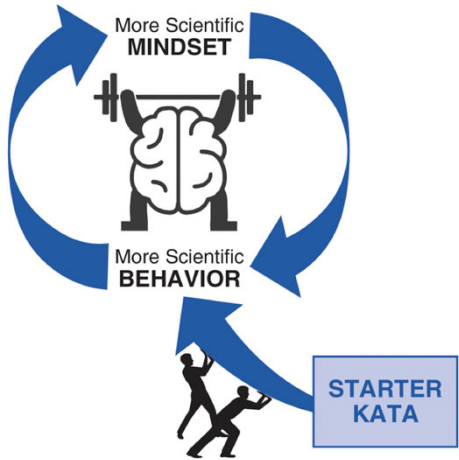 More Scientific
MINDSET
More Scientific
BEHAVIOR
STARTER
KATA